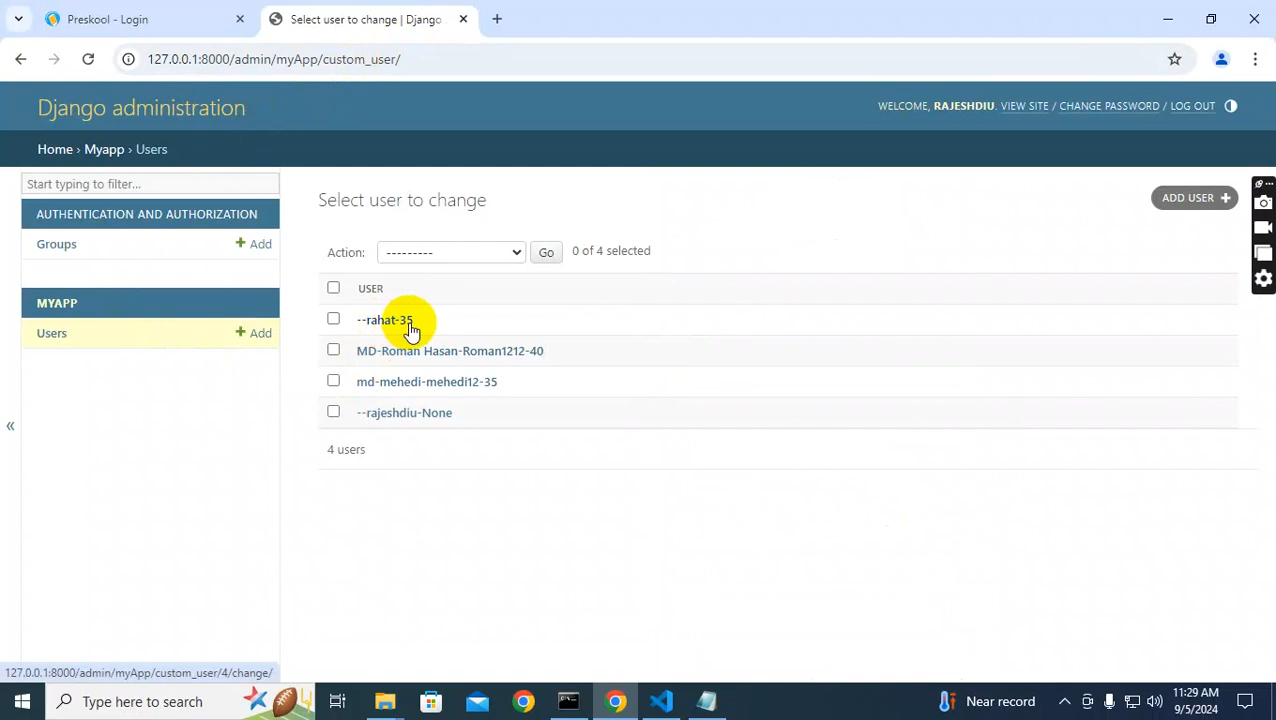 Preskool - Login
Select user to change | Django
127.0.0.1:8000/admin/myApp/custom_user/
Django administration
WELCOME, RAJESHDIU. VIEW SITE / CHANGE PASSWORD / LOG OUT
Home › Myapp › Users
Start typing to filter...
AUTHENTICATION AND AUTHORIZATION
Groups + Add
MYAPP
Users + Add
«
Select user to change
ADD USER +
Action: --------- Go 0 of 4 selected
USER
--rahat-35
MD-Roman Hasan-Roman1212-40
md-mehedi-mehedi12-35
--rajeshdiu-None
4 users
127.0.0.1:8000/admin/myApp/custom_user/4/change/
Type here to search
Near record
11:29 AM
9/5/2024